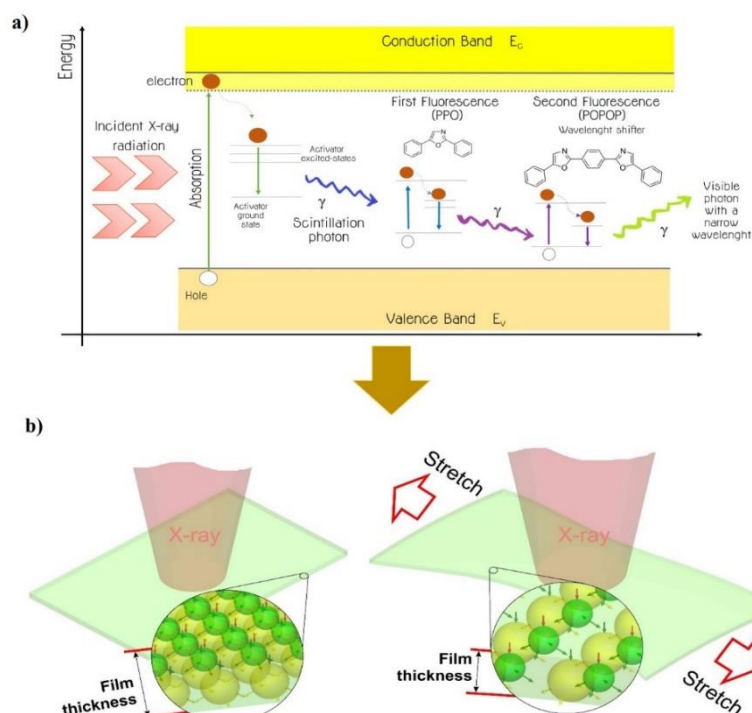 a)
Energy
Conduction Band E_c
electron
Incident X-ray
radiation
Absorption
Activator
excited-states
Activator
ground
state
γ
Scintillation
photon
First Fluorescence
(PPO)
N
O
γ
Second Fluorescence
(POPOP)
Wavelenght shifter
N
O
N
O
γ
Visible
photon
with a
narrow
wavelenght
Hole
Valence Band E_v
b)
X-ray
Film
thickness
Stretch
X-ray
Film
thickness
Stretch